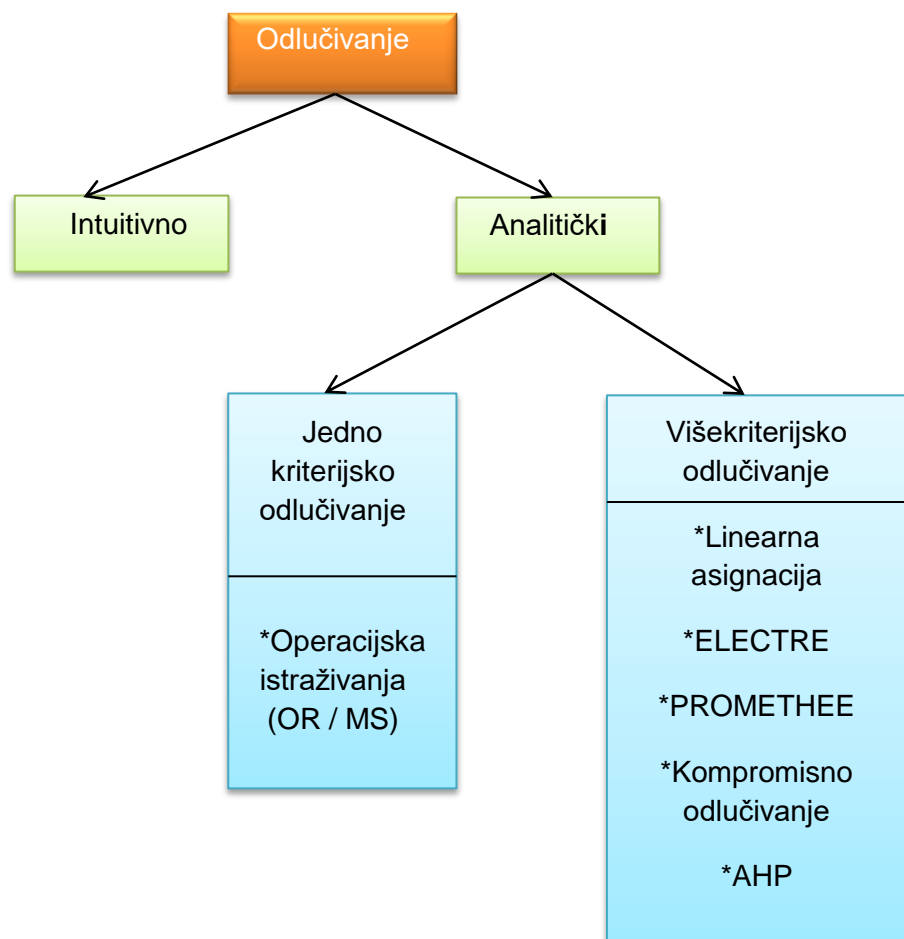 Odlučivanje
Intuitivno
Analitički
Jedno
kriterijsko
odlučivanje
*Operacijska
istraživanja
(OR / MS)
Višekriterijsko
odlučivanje
*Linearna
asignacija
*ELECTRE
*PROMETHEE
*Kompromisno
odlučivanje
*AHP